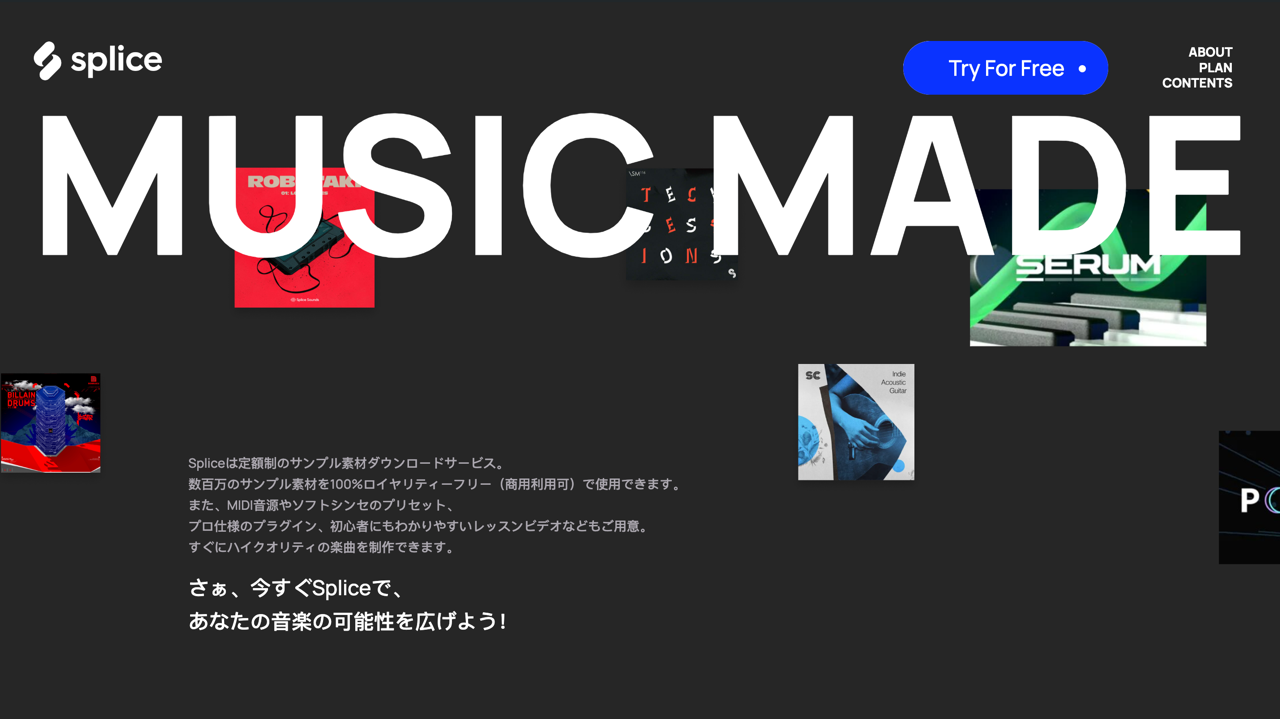 splice
Try For Free
ABOUT
PLAN
CONTENTS
MUSIC MADE
Splice Sounds
SERUM
BILLAIN
DRUMS
SC
Indie
Acoustic
Guitar
Spliceは定額制のサンプル素材ダウンロードサービス。
数百万のサンプル素材を100%ロイヤリティーフリー（商用利用可）で使用できます。
また、MIDI音源やソフトシンセのプリセット、
プロ仕様のプラグイン、初心者にもわかりやすいレッスンビデオなどもご用意。
すぐにハイクオリティの楽曲を制作できます。
さぁ、今すぐSpliceで、
あなたの音楽の可能性を広げよう！